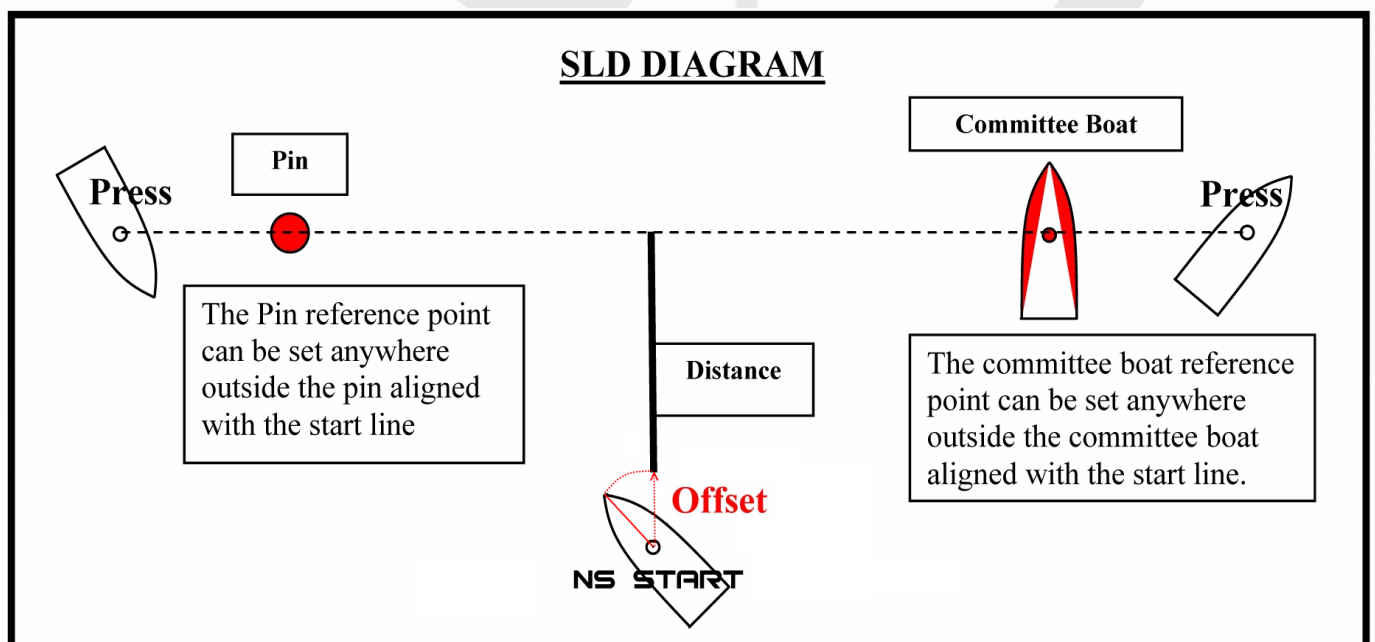 SLD DIAGRAM
Pin
Committee Boat
Press
Press
The Pin reference point
can be set anywhere
outside the pin aligned
with the start line
Distance
The committee boat reference
point can be set anywhere
outside the committee boat
aligned with the start line.
Offset
NS START